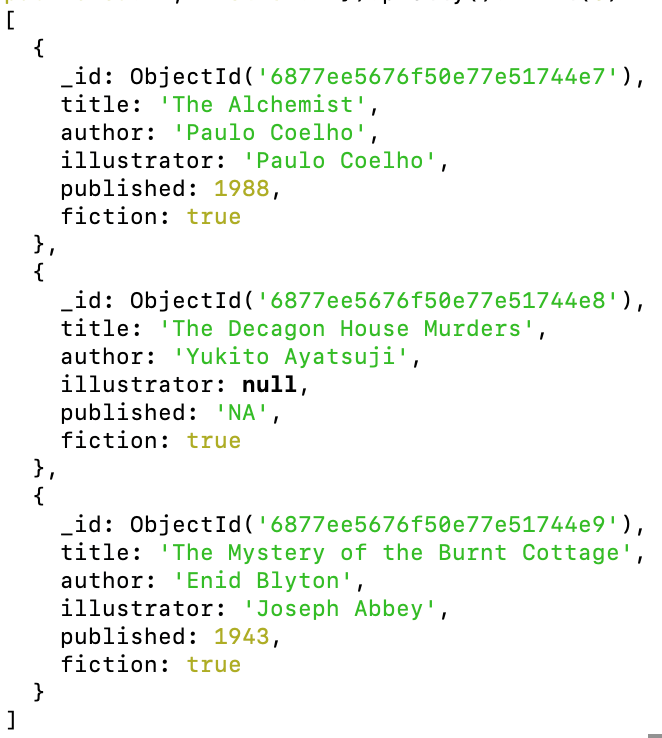 [
  {
    _id: ObjectId('6877ee5676f50e77e51744e7'),
    title: 'The Alchemist',
    author: 'Paulo Coelho',
    illustrator: 'Paulo Coelho',
    published: 1988,
    fiction: true
  },
  {
    _id: ObjectId('6877ee5676f50e77e51744e8'),
    title: 'The Decagon House Murders',
    author: 'Yukito Ayatsuji',
    illustrator: null,
    published: 'NA',
    fiction: true
  },
  {
    _id: ObjectId('6877ee5676f50e77e51744e9'),
    title: 'The Mystery of the Burnt Cottage',
    author: 'Enid Blyton',
    illustrator: 'Joseph Abbey',
    published: 1943,
    fiction: true
  }
]